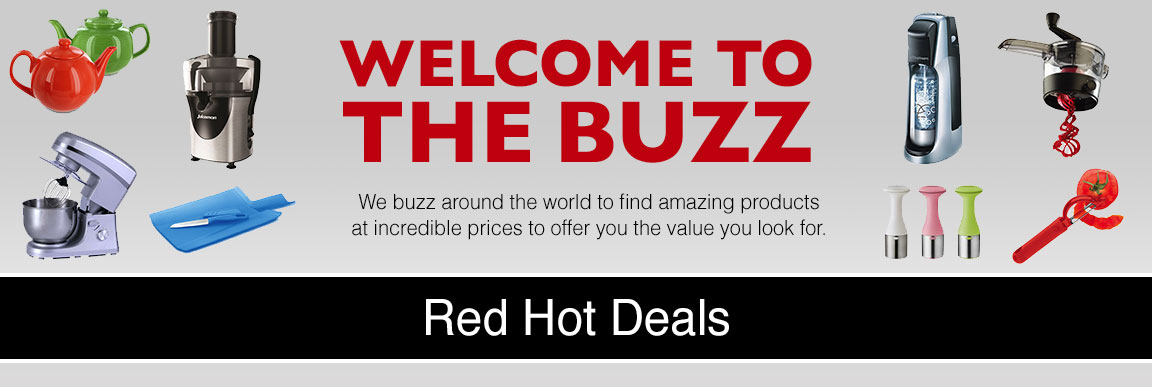 WELCOME TO
THE BUZZ
We buzz around the world to find amazing products
at incredible prices to offer you the value you look for.
Red Hot Deals